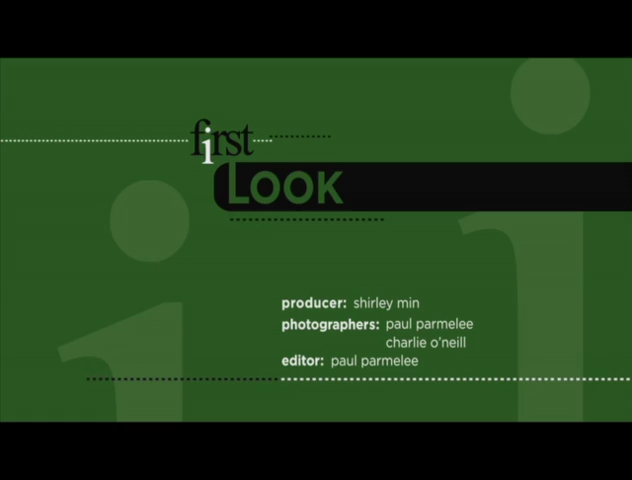 first
LOOK
producer: shirley min
photographers: paul parmelee
charlie o'neill
editor: paul parmelee